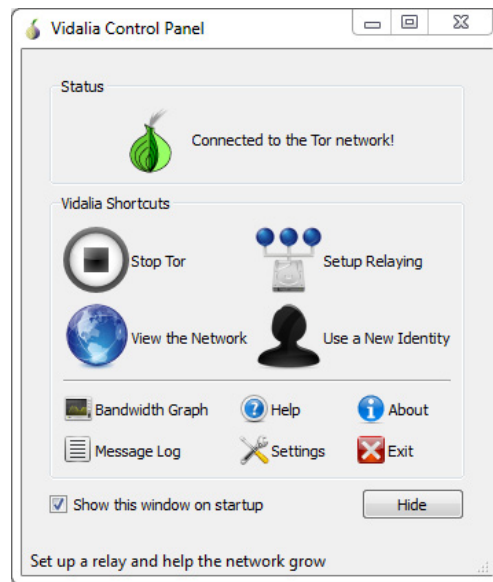 Vidalia Control Panel
Status
Connected to the Tor network!
Vidalia Shortcuts
Stop Tor
Setup Relaying
View the Network
Use a New Identity
Bandwidth Graph
Help
About
Message Log
Settings
Exit
Show this window on startup
Hide
Set up a relay and help the network grow